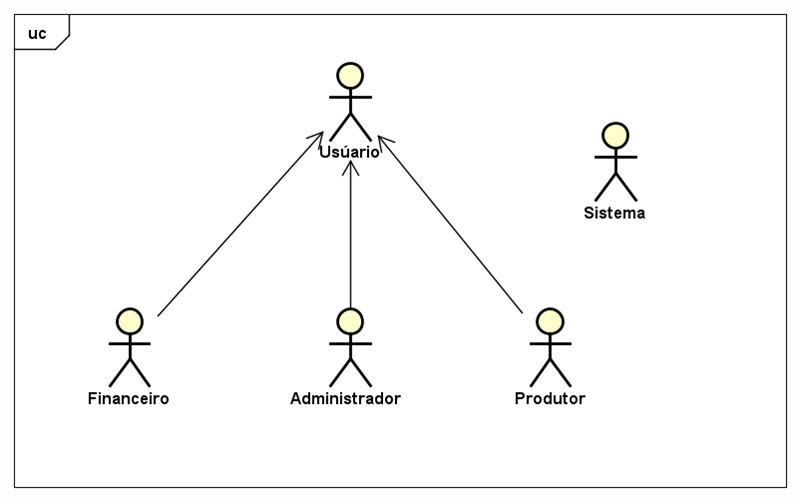 uc
Usúario
Sistema
Financeiro
Administrador
Produtor